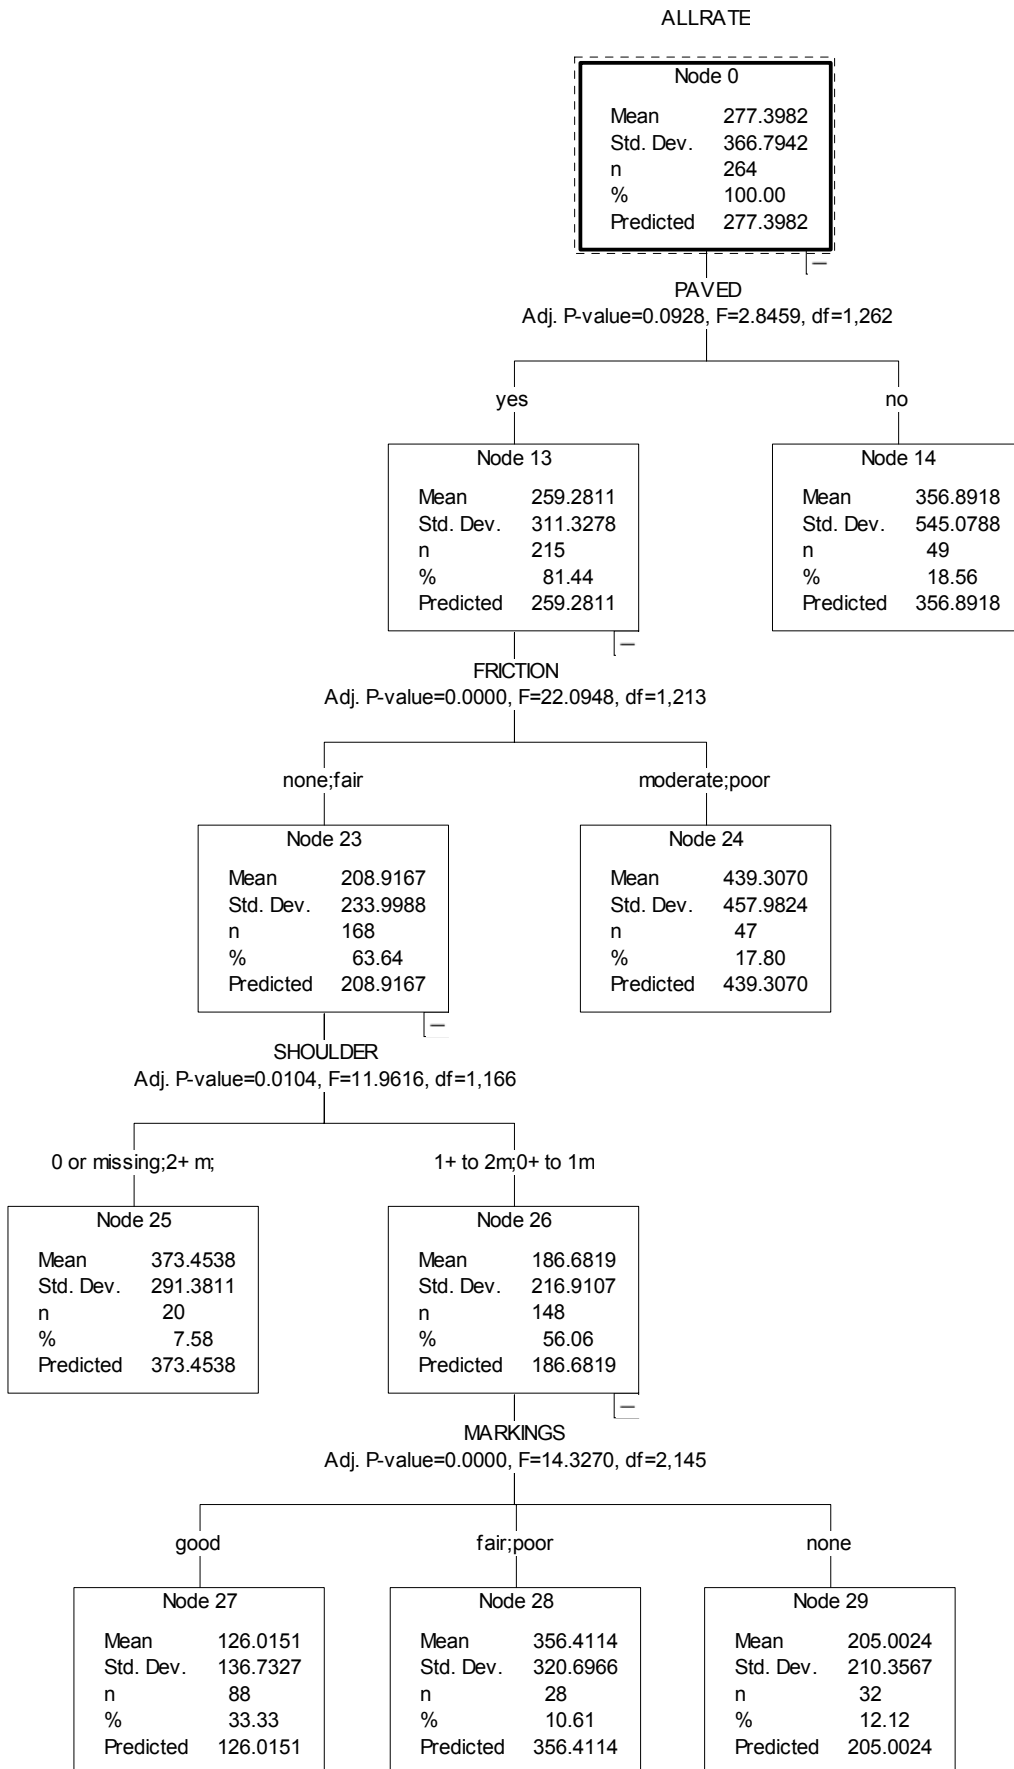 ALLRATE
Node 0
Mean 277.3982
Std. Dev. 366.7942
n 264
% 100.00
Predicted 277.3982
PAVED
Adj. P-value=0.0928, F=2.8459, df=1,262
yes
no
Node 13
Mean 259.2811
Std. Dev. 311.3278
n 215
% 81.44
Predicted 259.2811
Node 14
Mean 356.8918
Std. Dev. 545.0788
n 49
% 18.56
Predicted 356.8918
FRICTION
Adj. P-value=0.0000, F=22.0948, df=1,213
none;fair
moderate;poor
Node 23
Mean 208.9167
Std. Dev. 233.9988
n 168
% 63.64
Predicted 208.9167
Node 24
Mean 439.3070
Std. Dev. 457.9824
n 47
% 17.80
Predicted 439.3070
SHOULDER
Adj. P-value=0.0104, F=11.9616, df=1,166
0 or missing;2+ m;
1+ to 2m;0+ to 1m
Node 25
Mean 373.4538
Std. Dev. 291.3811
n 20
% 7.58
Predicted 373.4538
Node 26
Mean 186.6819
Std. Dev. 216.9107
n 148
% 56.06
Predicted 186.6819
MARKINGS
Adj. P-value=0.0000, F=14.3270, df=2,145
good
fair;poor
none
Node 27
Mean 126.0151
Std. Dev. 136.7327
n 88
% 33.33
Predicted 126.0151
Node 28
Mean 356.4114
Std. Dev. 320.6966
n 28
% 10.61
Predicted 356.4114
Node 29
Mean 205.0024
Std. Dev. 210.3567
n 32
% 12.12
Predicted 205.0024